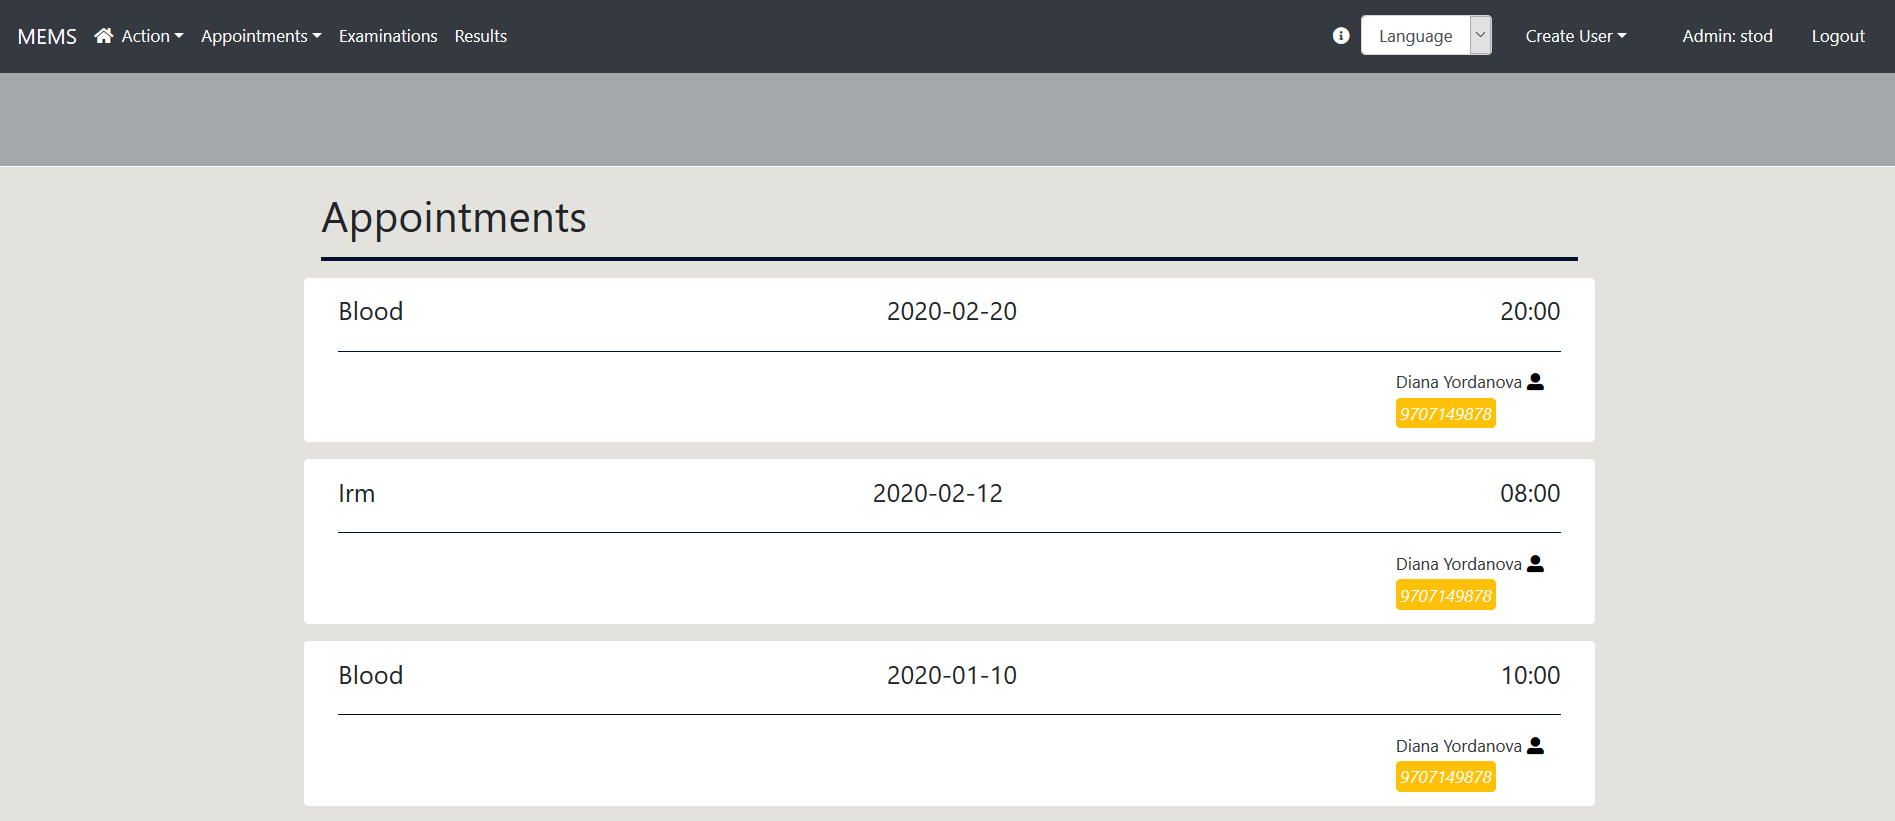 MEMS Action Appointments Examinations Results Language Create User Admin: stod Logout
Appointments
Blood 2020-02-20 20:00
Diana Yordanova
9707149878
Irm 2020-02-12 08:00
Diana Yordanova
9707149878
Blood 2020-01-10 10:00
Diana Yordanova
9707149878